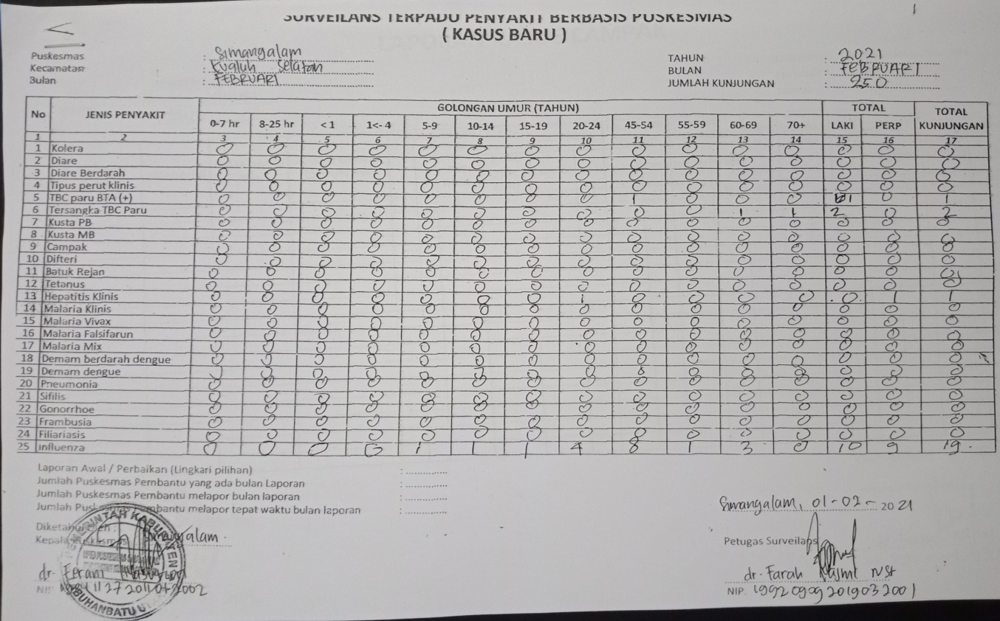 SURVEILANS TERPADU PENYAKIT BERBASIS PUSKESMAS
( KASUS BARU )
Puskesmas : Simangalam TAHUN : 2021
Kecamatan : Kualuh Selatan BULAN : FEBRUARI
Bulan : FEBRUARI JUMLAH KUNJUNGAN : 250
No JENIS PENYAKIT GOLONGAN UMUR (TAHUN) TOTAL TOTAL KUNJUNGAN
0-7 hr 8-25 hr < 1 1<- 4 5-9 10-14 15-19 20-24 45-54 55-59 60-69 70+ LAKI PERP
1 2 3 4 5 6 7 8 9 10 11 12 13 14 15 16 17
1 Kolera 0 0 0 0 0 0 0 0 0 0 0 0 0 0 0
2 Diare 0 0 0 0 0 0 0 0 0 0 0 0 0 0 0
3 Diare Berdarah 0 0 0 0 0 0 0 0 0 0 0 0 0 0 0
4 Tipus perut klinis 0 0 0 0 0 0 0 0 0 0 0 0 0 0 0
5 TBC paru BTA (+) 0 0 0 0 0 0 0 0 1 0 0 0 1 0 1
6 Tersangka TBC Paru 0 0 0 0 0 0 0 0 0 0 1 1 2 0 2
7 Kusta PB 0 0 0 0 0 0 0 0 0 0 0 0 0 0 0
8 Kusta MB 0 0 0 0 0 0 0 0 0 0 0 0 0 0 0
9 Campak 0 0 0 0 0 0 0 0 0 0 0 0 0 0 0
10 Difteri 0 0 0 0 0 0 0 0 0 0 0 0 0 0 0
11 Batuk Rejan 0 0 0 0 0 0 0 0 0 0 0 0 0 0 0
12 Tetanus 0 0 0 0 0 0 0 0 0 0 0 0 0 0 0
13 Hepatitis Klinis 0 0 0 0 0 0 0 1 0 0 0 0 0 1 1
14 Malaria Klinis 0 0 0 0 0 0 0 0 0 0 0 0 0 0 0
15 Malaria Vivax 0 0 0 0 0 0 0 0 0 0 0 0 0 0 0
16 Malaria Falsifarun 0 0 0 0 0 0 0 0 0 0 0 0 0 0 0
17 Malaria Mix 0 0 0 0 0 0 0 0 0 0 0 0 0 0 0
18 Demam berdarah dengue 0 0 0 0 0 0 0 0 0 0 0 0 0 0 0
19 Demam dengue 0 0 0 0 0 0 0 0 0 0 0 0 0 0 0
20 Pneumonia 0 0 0 0 0 0 0 0 0 0 0 0 0 0 0
21 Sifilis 0 0 0 0 0 0 0 0 0 0 0 0 0 0 0
22 Gonorrhoe 0 0 0 0 0 0 0 0 0 0 0 0 0 0 0
23 Frambusia 0 0 0 0 0 0 0 0 0 0 0 0 0 0 0
24 Filiariasis 0 0 0 0 0 0 0 0 0 0 0 0 0 0 0
25 influenza 0 0 0 0 1 1 1 4 8 1 3 0 10 9 19
Laporan Awal / Perbaikan (Lingkari pilihan) : ..............
Jumlah Puskesmas Pembantu yang ada bulan Laporan : ..............
Jumlah Puskesmas Pembantu melapor bulan laporan : ..............
Jumlah Puskesmas Pembantu melapor tepat waktu bulan laporan : ..............
Simangalam, 01-02-2021
Diketahui Oleh :
Kepala Puskesmas Simangalam
Petugas Surveilans
dr. Farah
NIP. 199209092019032001